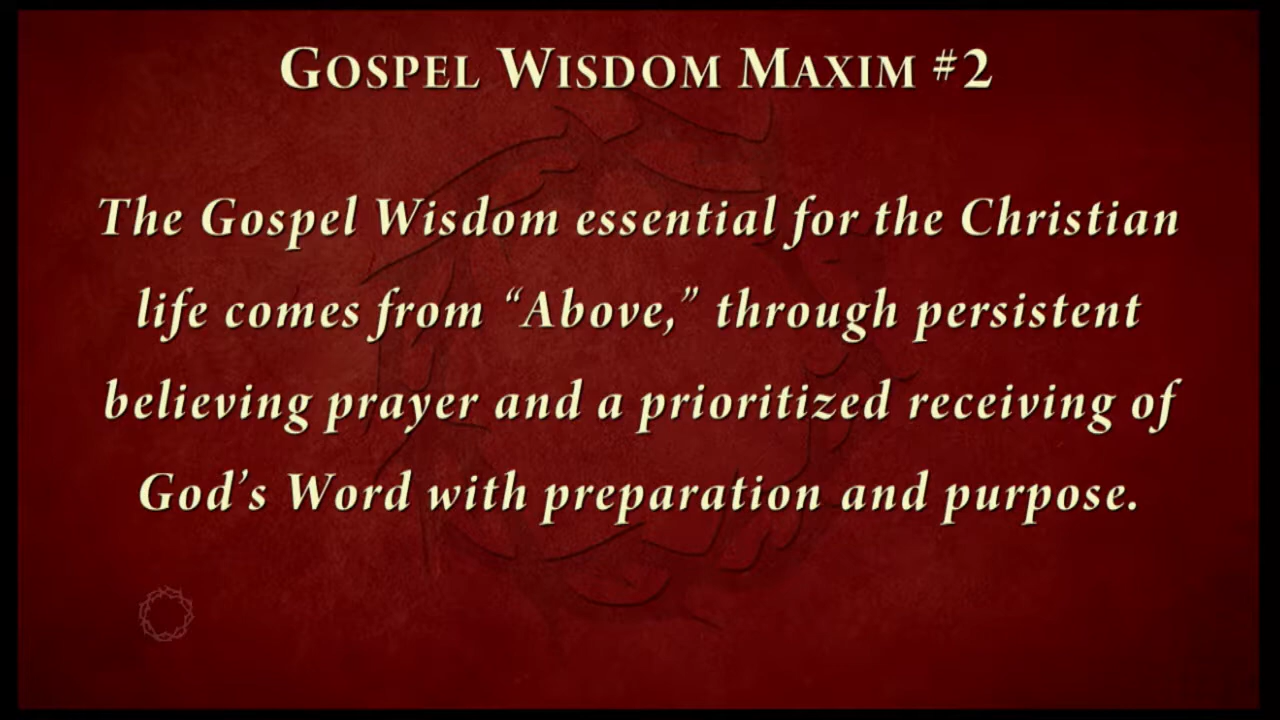 Gospel Wisdom Maxim #2
The Gospel Wisdom essential for the Christian
life comes from “Above,” through persistent
believing prayer and a prioritized receiving of
God’s Word with preparation and purpose.